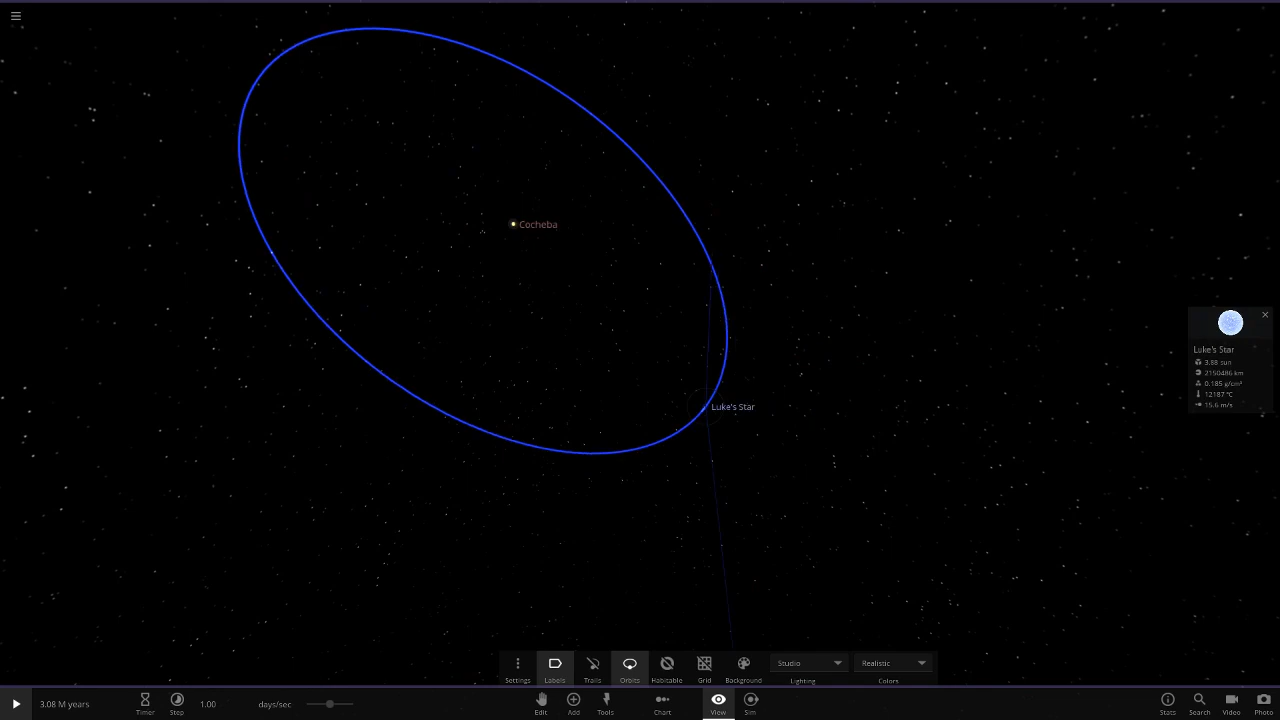 Cocheba
Luke's Star
Luke's Star
3.88 sun
2150486 km
0.185 g/cm³
12187 °C
15.6 m/s
Settings
Labels
Trails
Orbits
Habitable
Grid
Background
Studio
Lighting
Realistic
Colors
3.08 M years
Timer
Step
1.00
days/sec
Edit
Add
Tools
Chart
View
Sim
Stats
Search
Video
Photo